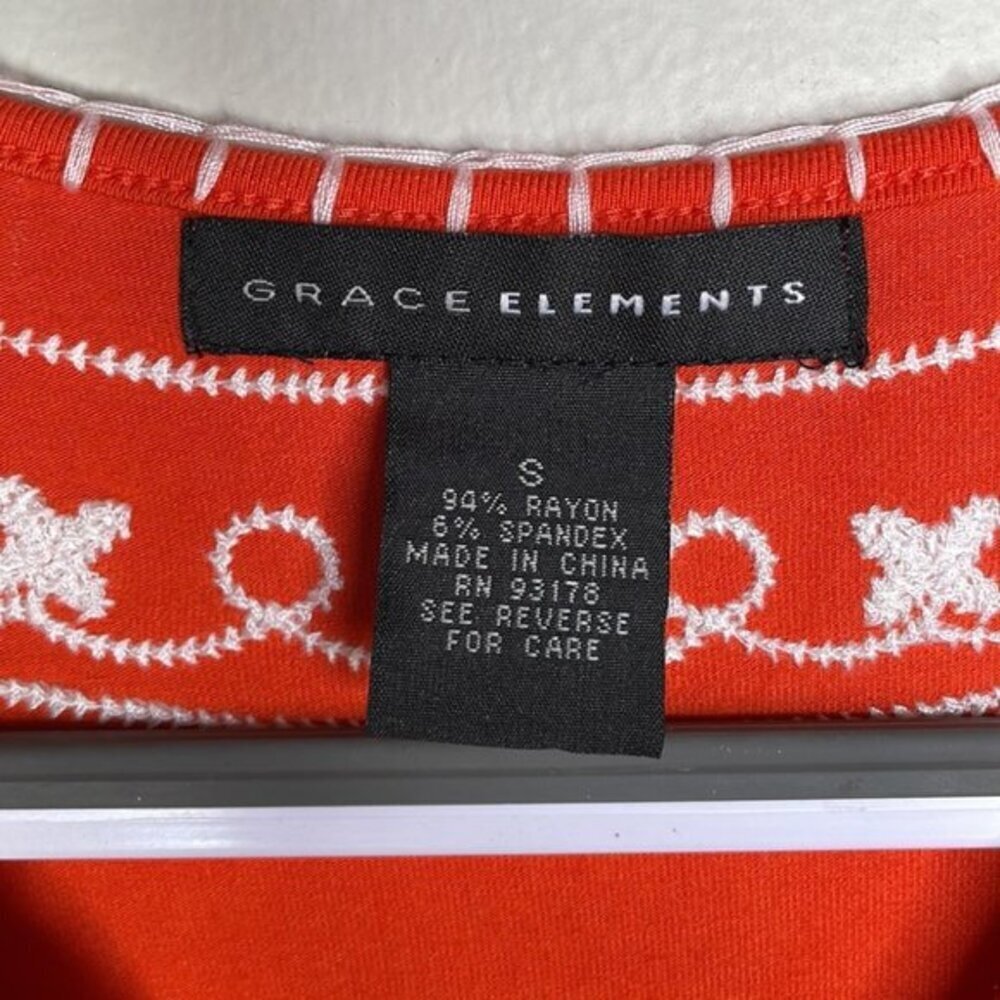 GRACE ELEMENTS
S
94% RAYON
6% SPANDEX
MADE IN CHINA
RN 93178
SEE REVERSE
FOR CARE